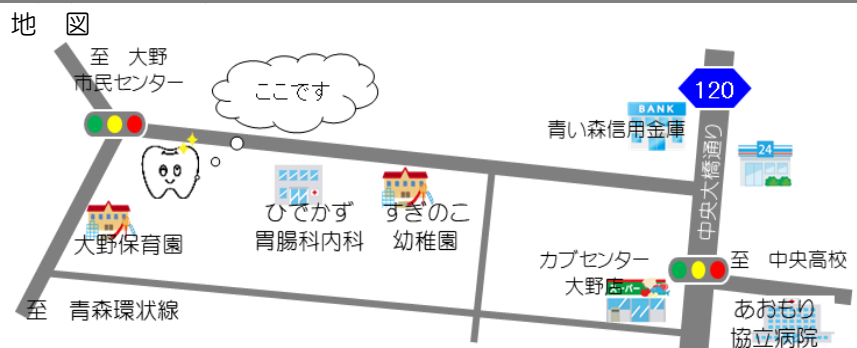 地　図
至　大野
市民センター
ここです
120
BANK
青い森信用金庫
24
中央大橋通り
ひでかず
胃腸科内科
すぎのこ
幼稚園
大野保育園
カブセンター
大野店
スーパー
至　中央高校
至　青森環状線
あおもり
協立病院